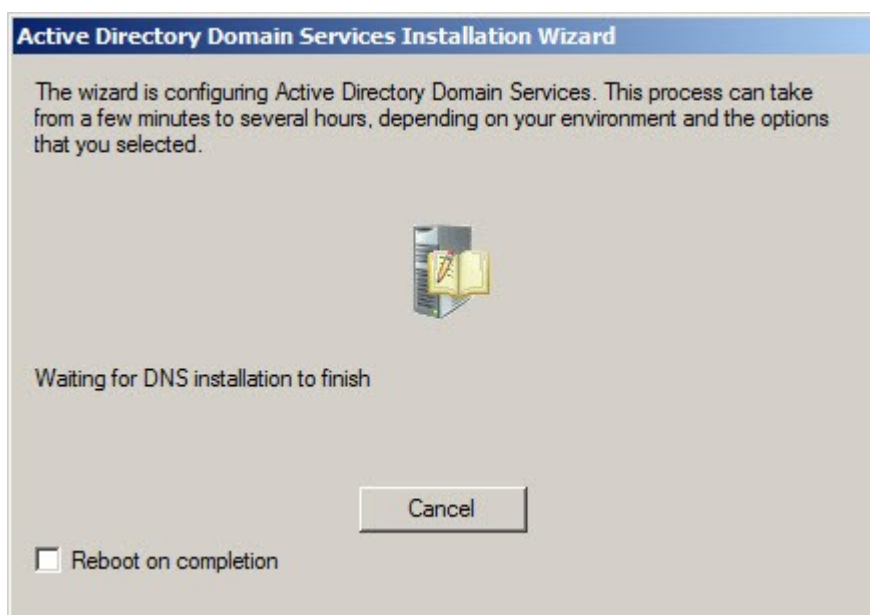 Active Directory Domain Services Installation Wizard
The wizard is configuring Active Directory Domain Services. This process can take
from a few minutes to several hours, depending on your environment and the options
that you selected.
Waiting for DNS installation to finish
Cancel
Reboot on completion